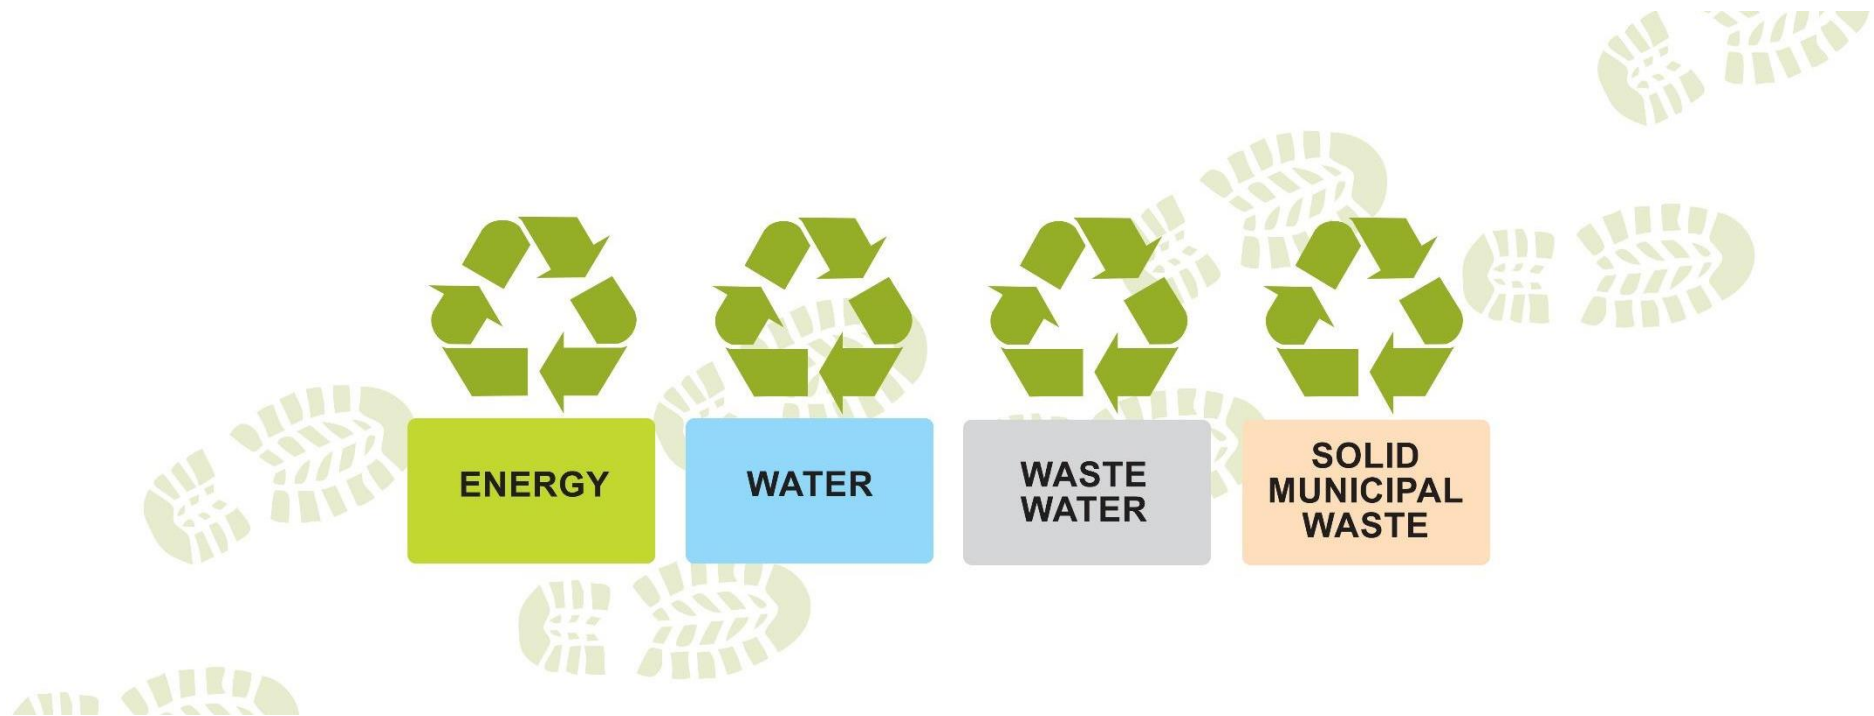 ENERGY
WATER
WASTE
WATER
SOLID
MUNICIPAL
WASTE